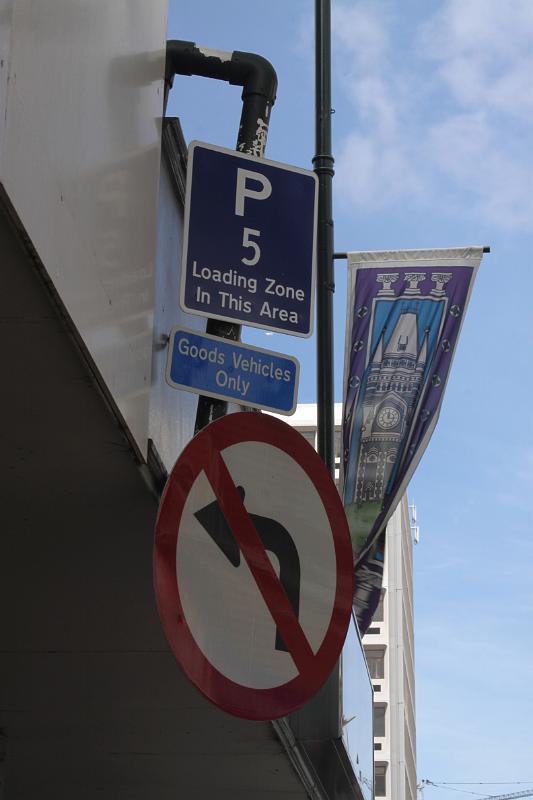 P
5
Loading Zone
In This Area
Goods Vehicles
Only